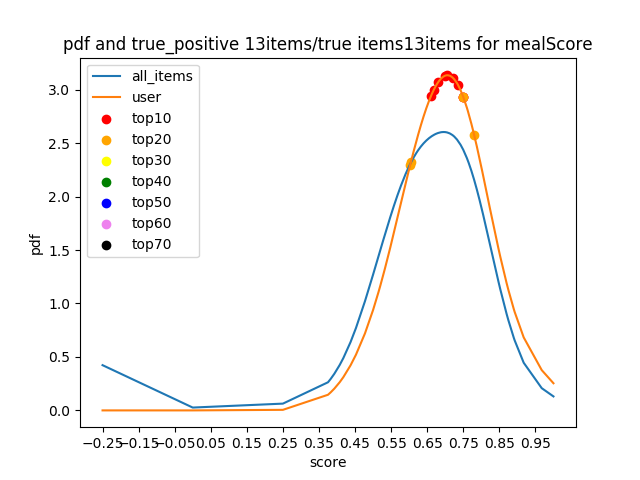 pdf and true_positive 13items/true items13items for mealScore
all_items
user
top10
top20
top30
top40
top50
top60
top70
pdf
3.0
2.5
2.0
1.5
1.0
0.5
0.0
−0.25 −0.15 −0.05 0.05 0.15 0.25 0.35 0.45 0.55 0.65 0.75 0.85 0.95
score